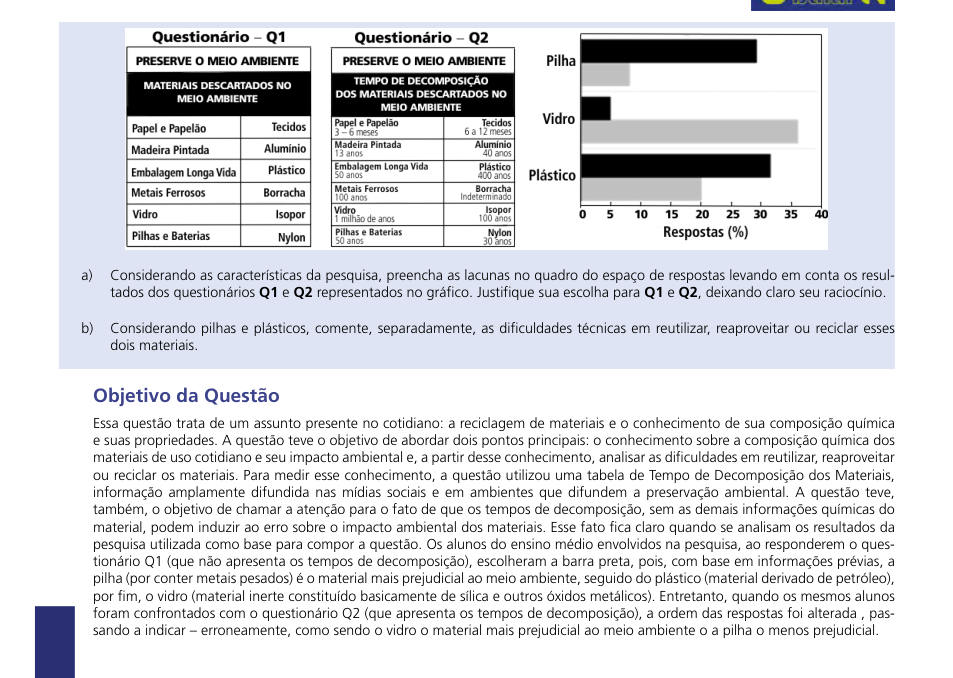 Questionário – Q1
PRESERVE O MEIO AMBIENTE
MATERIAIS DESCARTADOS NO
MEIO AMBIENTE
Papel e Papelão Tecidos
Madeira Pintada Alumínio
Embalagem Longa Vida Plástico
Metais Ferrosos Borracha
Vidro Isopor
Pilhas e Baterias Nylon
Questionário – Q2
PRESERVE O MEIO AMBIENTE
TEMPO DE DECOMPOSIÇÃO
DOS MATERIAIS DESCARTADOS NO
MEIO AMBIENTE
Papel e Papelão Tecidos
3 – 6 meses 6 a 12 meses
Madeira Pintada Alumínio
13 anos 40 anos
Embalagem Longa Vida Plástico
50 anos 400 anos
Metais Ferrosos Borracha
100 anos Indeterminado
Vidro Isopor
1 milhão de anos 100 anos
Pilhas e Baterias Nylon
50 anos 30 anos
Pilha
Vidro
Plástico
0 5 10 15 20 25 30 35 40
Respostas (%)
a) Considerando as características da pesquisa, preencha as lacunas no quadro do espaço de respostas levando em conta os resul-
tados dos questionários Q1 e Q2 representados no gráfico. Justifique sua escolha para Q1 e Q2, deixando claro seu raciocínio.
b) Considerando pilhas e plásticos, comente, separadamente, as dificuldades técnicas em reutilizar, reaproveitar ou reciclar esses
dois materiais.
Objetivo da Questão
Essa questão trata de um assunto presente no cotidiano: a reciclagem de materiais e o conhecimento de sua composição química
e suas propriedades. A questão teve o objetivo de abordar dois pontos principais: o conhecimento sobre a composição química dos
materiais de uso cotidiano e seu impacto ambiental e, a partir desse conhecimento, analisar as dificuldades em reutilizar, reaproveitar
ou reciclar os materiais. Para medir esse conhecimento, a questão utilizou uma tabela de Tempo de Decomposição dos Materiais,
informação amplamente difundida nas mídias sociais e em ambientes que difundem a preservação ambiental. A questão teve,
também, o objetivo de chamar a atenção para o fato de que os tempos de decomposição, sem as demais informações químicas do
material, podem induzir ao erro sobre o impacto ambiental dos materiais. Esse fato fica claro quando se analisam os resultados da
pesquisa utilizada como base para compor a questão. Os alunos do ensino médio envolvidos na pesquisa, ao responderem o ques-
tionário Q1 (que não apresenta os tempos de decomposição), escolheram a barra preta, pois, com base em informações prévias, a
pilha (por conter metais pesados) é o material mais prejudicial ao meio ambiente, seguido do plástico (material derivado de petróleo),
por fim, o vidro (material inerte constituído basicamente de sílica e outros óxidos metálicos). Entretanto, quando os mesmos alunos
foram confrontados com o questionário Q2 (que apresenta os tempos de decomposição), a ordem das respostas foi alterada , pas-
sando a indicar – erroneamente, como sendo o vidro o material mais prejudicial ao meio ambiente o a pilha o menos prejudicial.